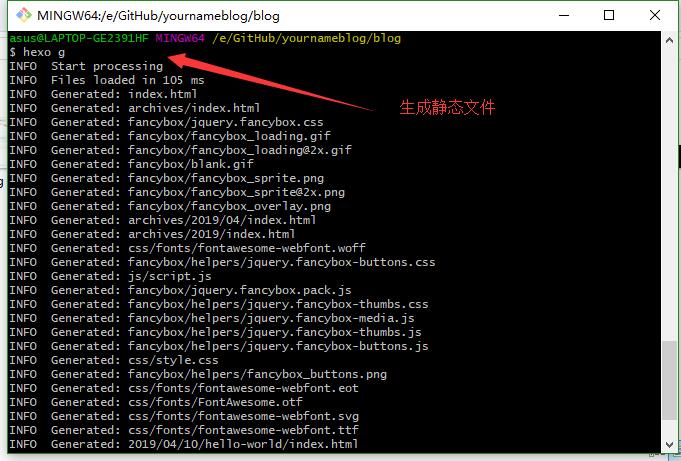 MINGW64:/e/GitHub/yournameblog/blog
asus@LAPTOP-GE2391HF MINGW64 /e/GitHub/yournameblog/blog
$ hexo g
INFO  Start processing
INFO  Files loaded in 105 ms
INFO  Generated: index.html
INFO  Generated: archives/index.html
生成静态文件
INFO  Generated: fancybox/jquery.fancybox.css
INFO  Generated: fancybox/fancybox_loading.gif
INFO  Generated: fancybox/fancybox_loading@2x.gif
INFO  Generated: fancybox/blank.gif
INFO  Generated: fancybox/fancybox_sprite.png
INFO  Generated: fancybox/fancybox_sprite@2x.png
INFO  Generated: fancybox/fancybox_overlay.png
INFO  Generated: archives/2019/04/index.html
INFO  Generated: archives/2019/index.html
INFO  Generated: css/fonts/fontawesome-webfont.woff
INFO  Generated: fancybox/helpers/jquery.fancybox-buttons.css
INFO  Generated: js/script.js
INFO  Generated: fancybox/jquery.fancybox.pack.js
INFO  Generated: fancybox/helpers/jquery.fancybox-thumbs.css
INFO  Generated: fancybox/helpers/jquery.fancybox-media.js
INFO  Generated: fancybox/helpers/jquery.fancybox-thumbs.js
INFO  Generated: fancybox/helpers/jquery.fancybox-buttons.js
INFO  Generated: css/style.css
INFO  Generated: fancybox/helpers/fancybox_buttons.png
INFO  Generated: css/fonts/fontawesome-webfont.eot
INFO  Generated: css/fonts/FontAwesome.otf
INFO  Generated: css/fonts/fontawesome-webfont.svg
INFO  Generated: css/fonts/fontawesome-webfont.ttf
INFO  Generated: 2019/04/10/hello-world/index.html